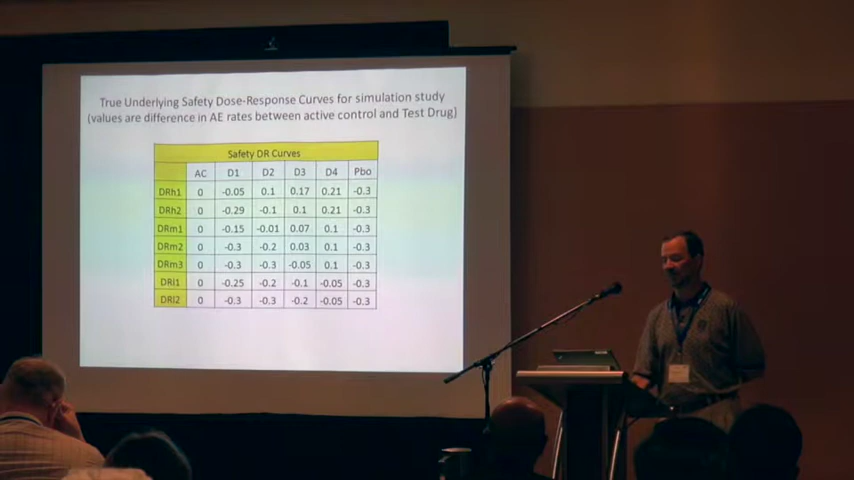 True Underlying Safety Dose-Response Curves for simulation study
(values are difference in AE rates between active control and Test Drug)
Safety DR Curves
AC D1 D2 D3 D4 Pbo
DRh1 0 -0.05 0.1 0.17 0.21 -0.3
DRh2 0 -0.29 -0.1 0.1 0.21 -0.3
DRm1 0 -0.15 -0.01 0.07 0.1 -0.3
DRm2 0 -0.3 -0.2 0.03 0.1 -0.3
DRm3 0 -0.3 -0.3 -0.05 0.1 -0.3
DRl1 0 -0.25 -0.2 -0.1 -0.05 -0.3
DRl2 0 -0.3 -0.3 -0.2 -0.05 -0.3